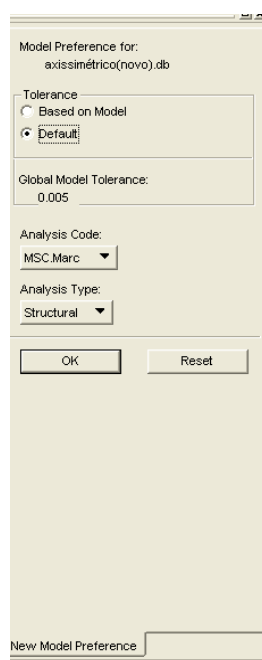 Model Preference for:
axissimétrico(novo).db
Tolerance
Based on Model
Default
Global Model Tolerance:
0.005
Analysis Code:
MSC.Marc
Analysis Type:
Structural
OK Reset
New Model Preference